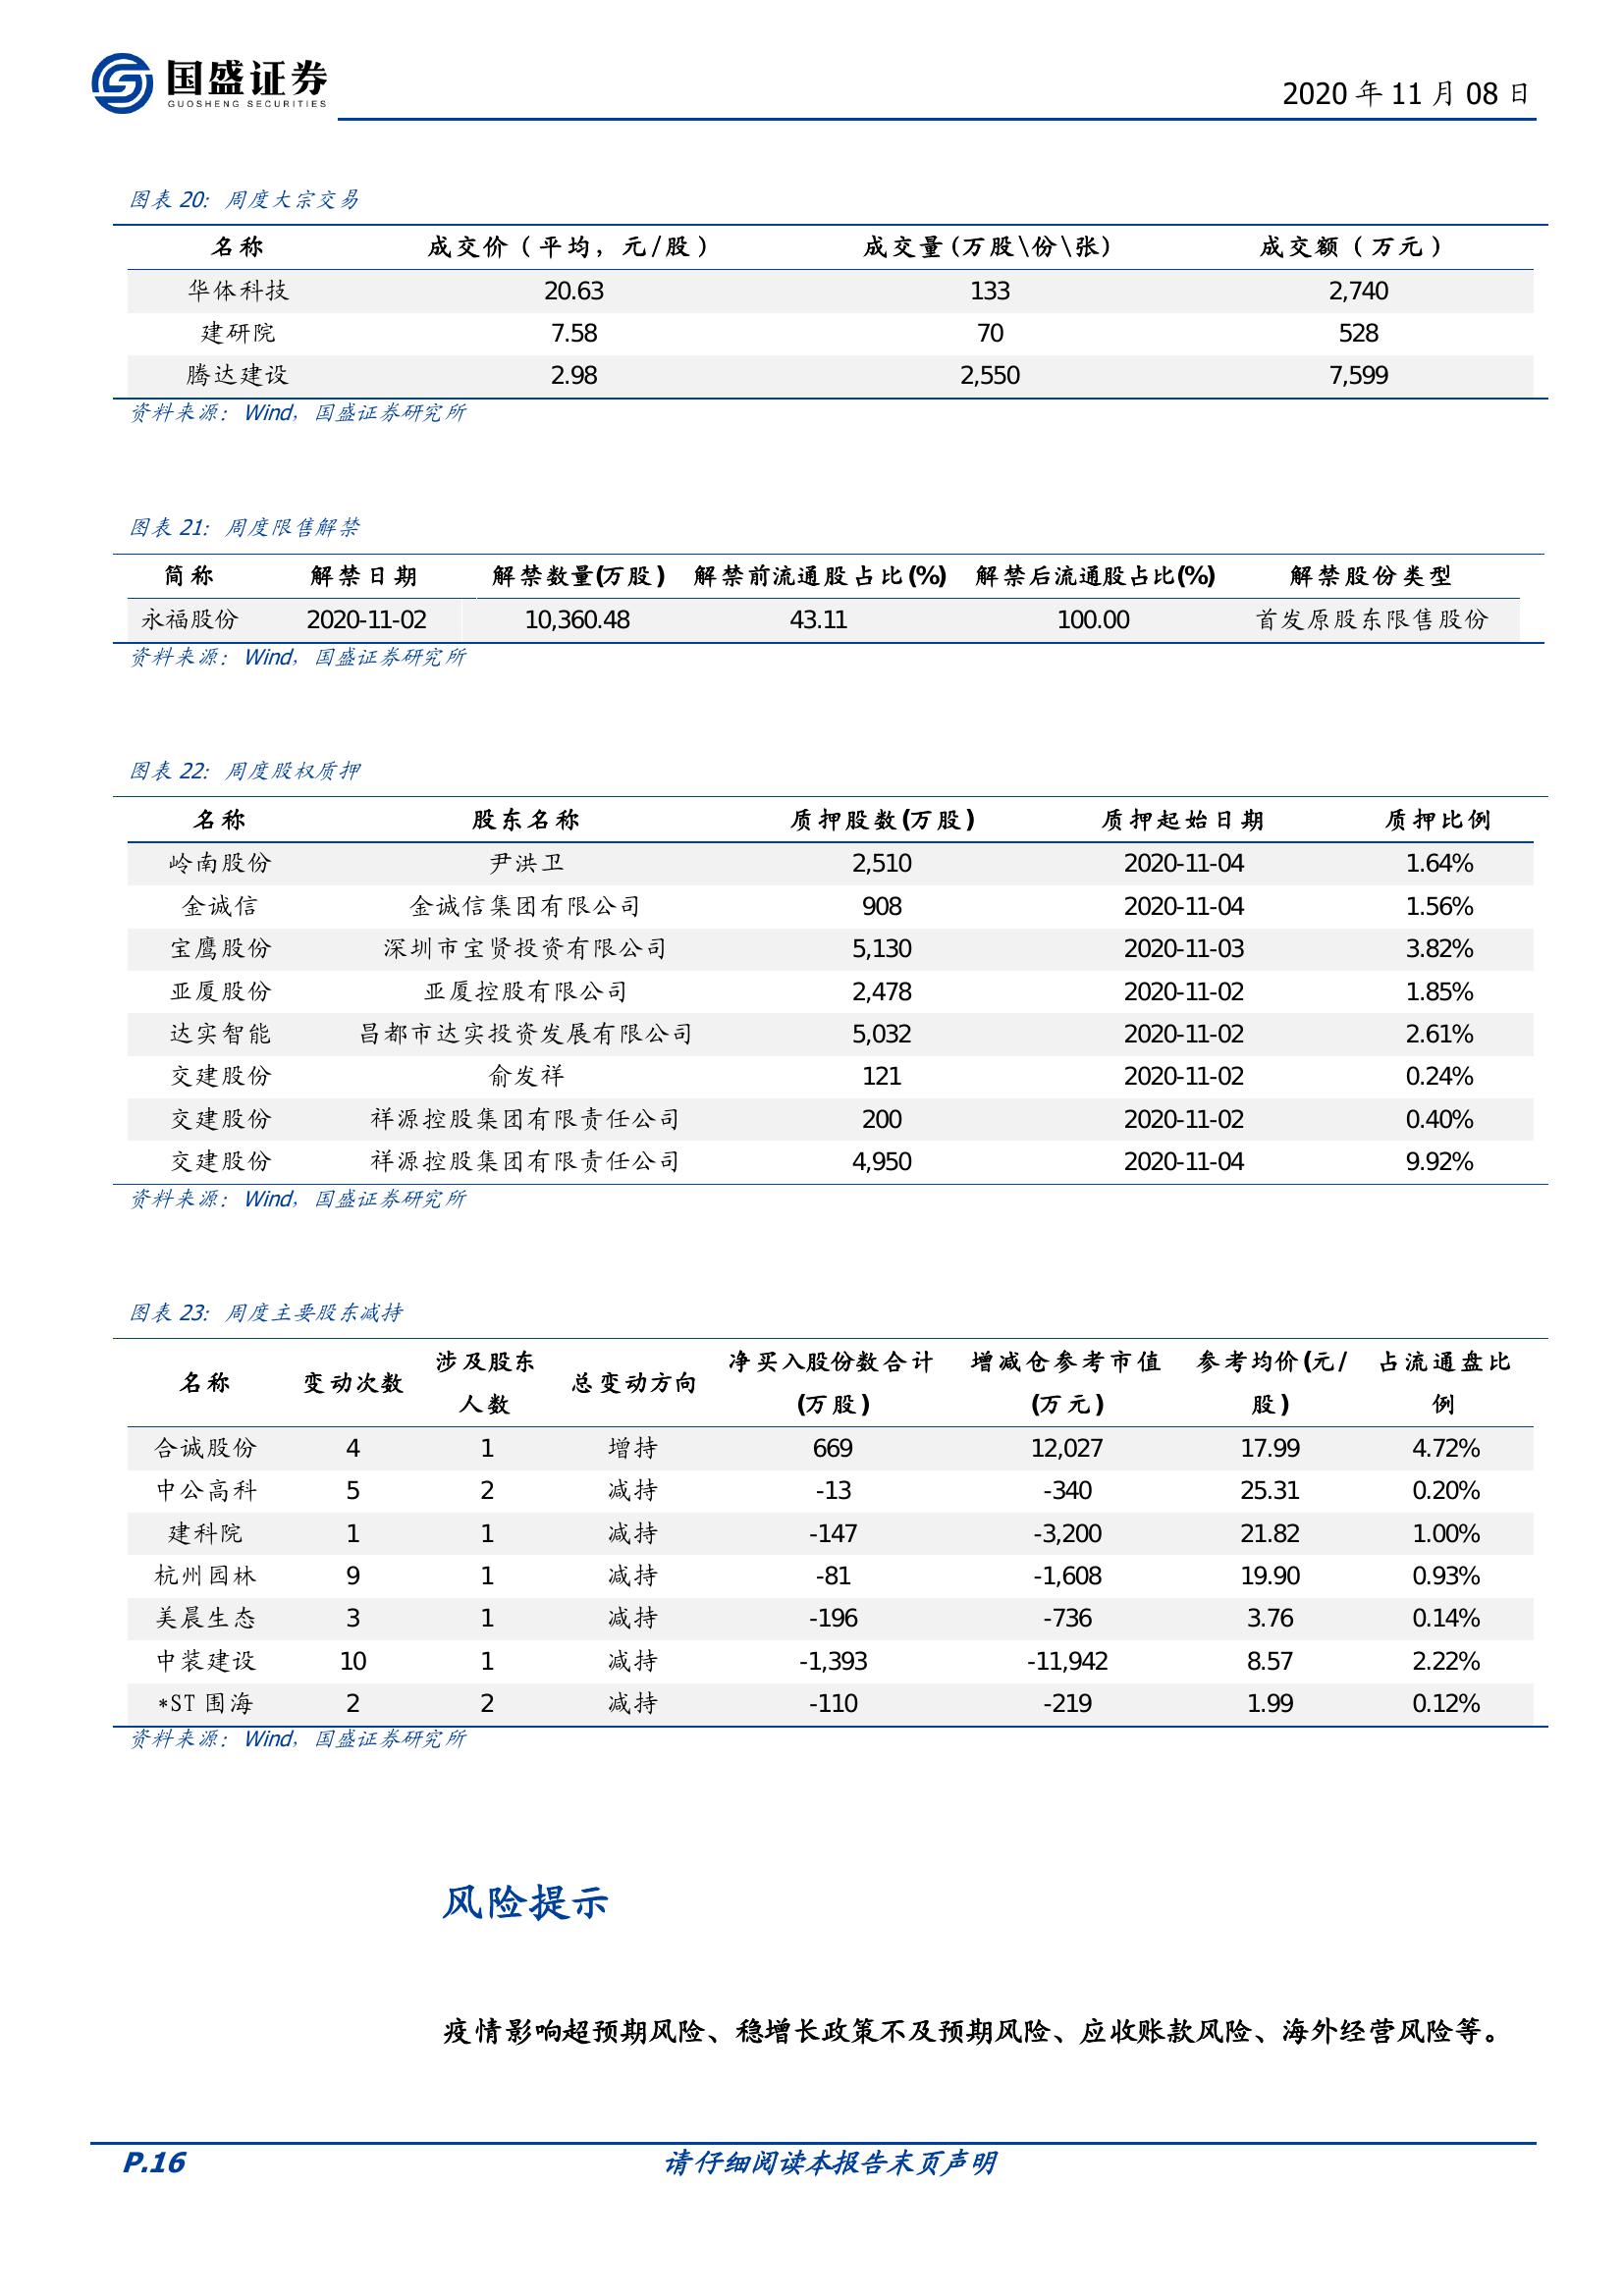 国盛证券
GUOSHENG SECURITIES
2020 年 11 月 08 日
图表 20: 周度大宗交易
名称 成交价（平均，元/股） 成交量(万股\份\张) 成交额（万元）
华体科技 20.63 133 2,740
建研院 7.58 70 528
腾达建设 2.98 2,550 7,599
资料来源：Wind，国盛证券研究所
图表 21: 周度限售解禁
简称 解禁日期 解禁数量(万股) 解禁前流通股占比(%) 解禁后流通股占比(%) 解禁股份类型
永福股份 2020-11-02 10,360.48 43.11 100.00 首发原股东限售股份
资料来源：Wind，国盛证券研究所
图表 22: 周度股权质押
名称 股东名称 质押股数(万股) 质押起始日期 质押比例
岭南股份 尹洪卫 2,510 2020-11-04 1.64%
金诚信 金诚信集团有限公司 908 2020-11-04 1.56%
宝鹰股份 深圳市宝贤投资有限公司 5,130 2020-11-03 3.82%
亚厦股份 亚厦控股有限公司 2,478 2020-11-02 1.85%
达实智能 昌都市达实投资发展有限公司 5,032 2020-11-02 2.61%
交建股份 俞发祥 121 2020-11-02 0.24%
交建股份 祥源控股集团有限责任公司 200 2020-11-02 0.40%
交建股份 祥源控股集团有限责任公司 4,950 2020-11-04 9.92%
资料来源：Wind，国盛证券研究所
图表 23: 周度主要股东减持
名称 变动次数 涉及股东 总变动方向 净买入股份数合计 增减仓参考市值 参考均价(元/ 占流通盘比
人数 (万股) (万元) 股) 例
合诚股份 4 1 增持 669 12,027 17.99 4.72%
中公高科 5 2 减持 -13 -340 25.31 0.20%
建科院 1 1 减持 -147 -3,200 21.82 1.00%
杭州园林 9 1 减持 -81 -1,608 19.90 0.93%
美晨生态 3 1 减持 -196 -736 3.76 0.14%
中装建设 10 1 减持 -1,393 -11,942 8.57 2.22%
*ST 围海 2 2 减持 -110 -219 1.99 0.12%
资料来源：Wind，国盛证券研究所
风险提示
疫情影响超预期风险、稳增长政策不及预期风险、应收账款风险、海外经营风险等。
P.16 请仔细阅读本报告末页声明